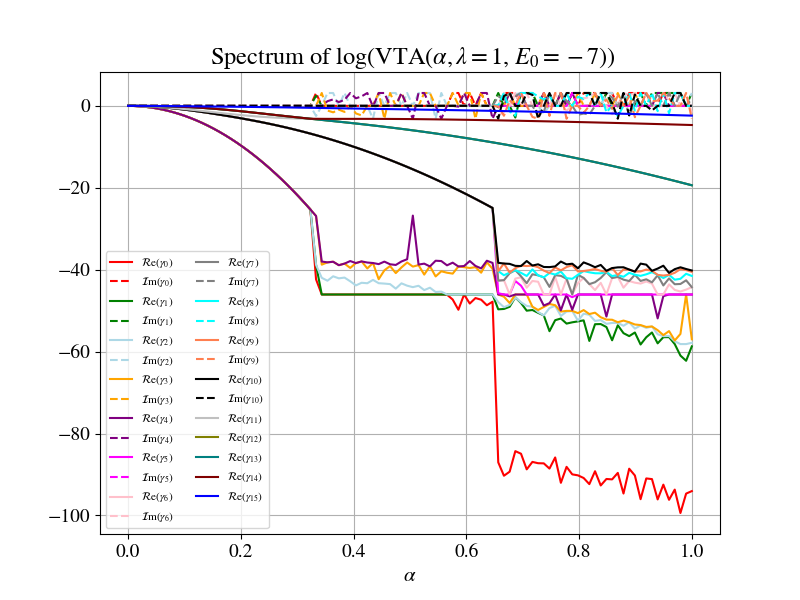 Spectrum of log(VTA(α, λ = 1, E₀ = −7))
0
−20
−40
−60
−80
−100
0.0
0.2
0.4
0.6
0.8
1.0
α
ℛe(γ₀)
ℐm(γ₀)
ℛe(γ₁)
ℐm(γ₁)
ℛe(γ₂)
ℐm(γ₂)
ℛe(γ₃)
ℐm(γ₃)
ℛe(γ₄)
ℐm(γ₄)
ℛe(γ₅)
ℐm(γ₅)
ℛe(γ₆)
ℐm(γ₆)
ℛe(γ₇)
ℐm(γ₇)
ℛe(γ₈)
ℐm(γ₈)
ℛe(γ₉)
ℐm(γ₉)
ℛe(γ₁₀)
ℐm(γ₁₀)
ℛe(γ₁₁)
ℛe(γ₁₂)
ℛe(γ₁₃)
ℛe(γ₁₄)
ℛe(γ₁₅)